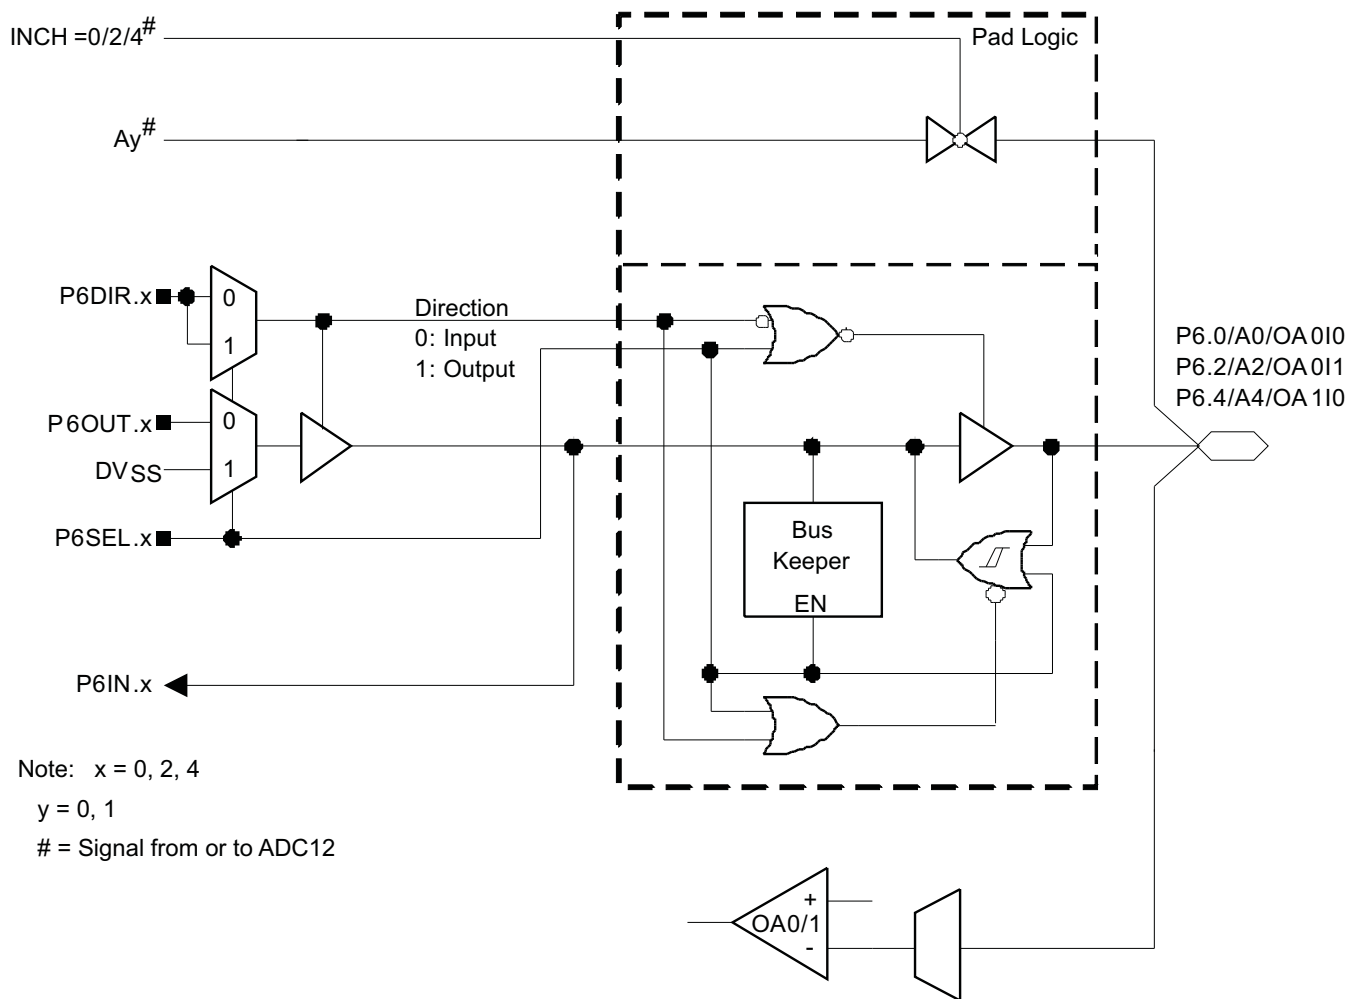 INCH =0/2/4#
Pad Logic
Ay#
P6DIR.x
0
1
Direction
0: Input
1: Output
P6.0/A0/OA0I0
P6.2/A2/OA0I1
P6.4/A4/OA1I0
P6OUT.x
0
DVSS
1
P6SEL.x
Bus
Keeper
EN
P6IN.x
Note: x = 0, 2, 4
y = 0, 1
# = Signal from or to ADC12
+
OA0/1
-